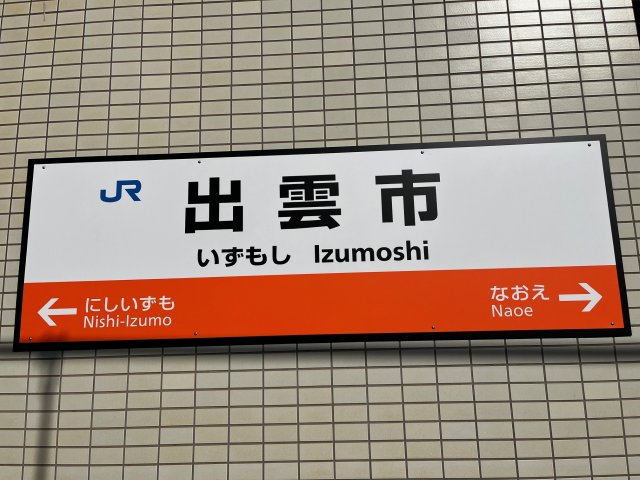 JR 出雲市
いずもし Izumoshi
← にしいずも
Nishi-Izumo
なおえ →
Naoe